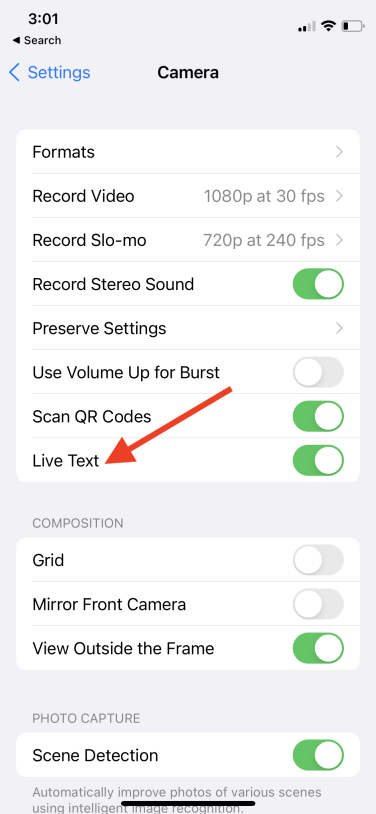 3:01
◀ Search
Settings
Camera
Formats
Record Video 1080p at 30 fps
Record Slo-mo 720p at 240 fps
Record Stereo Sound
Preserve Settings
Use Volume Up for Burst
Scan QR Codes
Live Text
COMPOSITION
Grid
Mirror Front Camera
View Outside the Frame
PHOTO CAPTURE
Scene Detection
Automatically improve photos of various scenes
using intelligent image recognition.